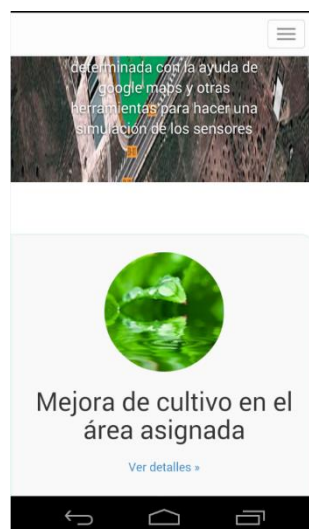 determinada con la ayuda de
google maps y otras
herramientas para hacer una
simulación de los sensores
Mejora de cultivo en el
área asignada
Ver detalles »